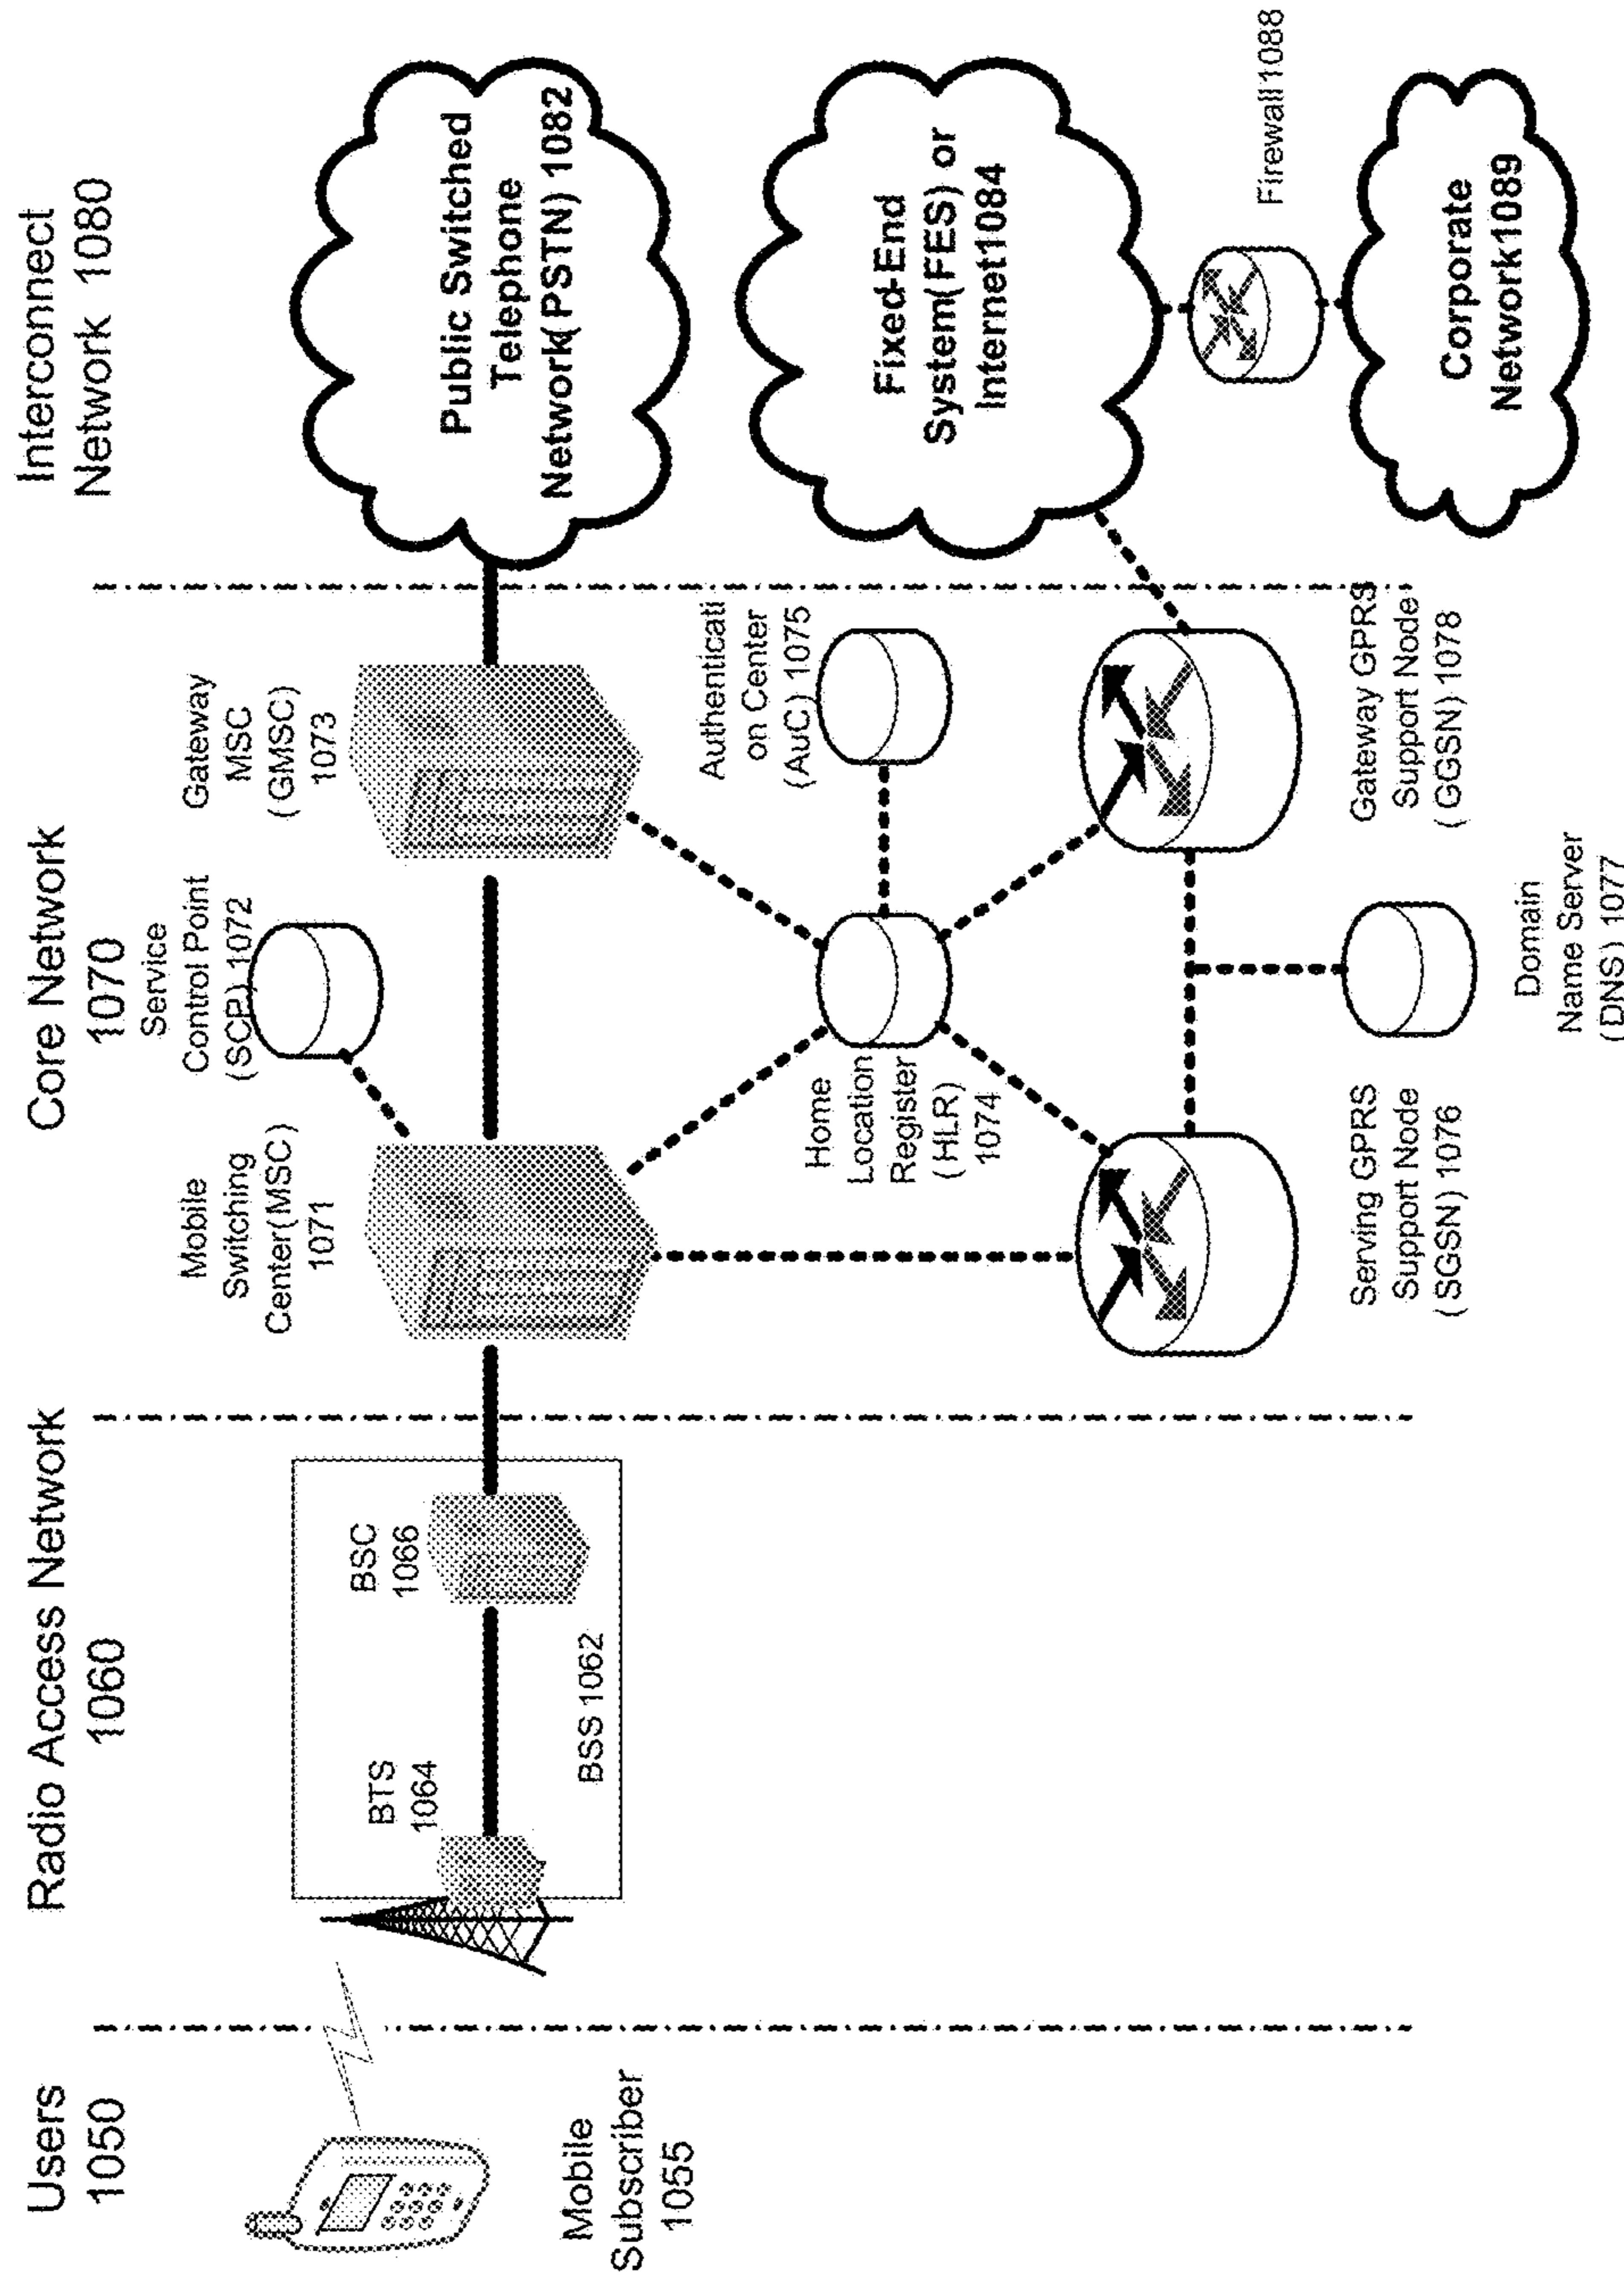 Users
1050
Mobile
Subscriber
1055
Radio Access Network
1060
BTS
1064
BSC
1066
BSS 1062
Core Network
1070
Service
Control Point
(SCP) 1072
Mobile
Switching
Center(MSC)
1071
Gateway
MSC
(GMSC)
1073
Home
Location
Register
(HLR)
1074
Authenticati
on Center
(AuC) 1075
Serving GPRS
Support Node
(SGSN) 1076
Domain
Name Server
(DNS) 1077
Gateway GPRS
Support Node
(GGSN) 1078
Interconnect
Network 1080
Public Switched
Telephone
Network(PSTN) 1082
Fixed-End
System(FES) or
Internet1084
Firewall1088
Corporate
Network1089